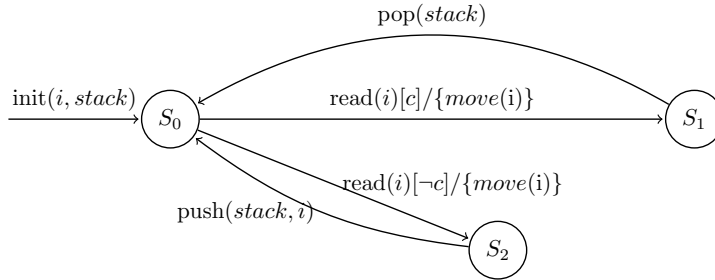 pop(stack)
init(i, stack)
S₀
read(i)[c]/{move(i}
S₁
read(i)[¬c]/{move(i}
push(stack, i)
S₂